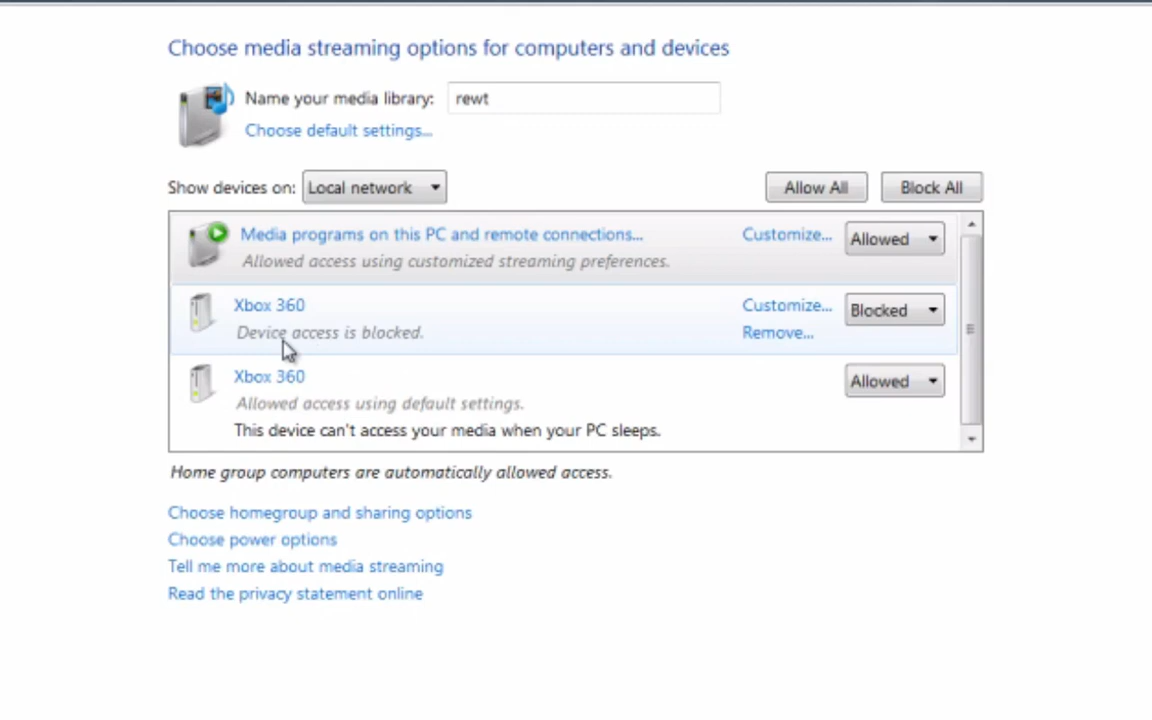 Choose media streaming options for computers and devices
Name your media library: rewt
Choose default settings...
Show devices on: Local network Allow All Block All
Media programs on this PC and remote connections... Customize... Allowed
Allowed access using customized streaming preferences.
Xbox 360 Customize... Blocked
Device access is blocked. Remove...
Xbox 360 Allowed
Allowed access using default settings.
This device can't access your media when your PC sleeps.
Home group computers are automatically allowed access.
Choose homegroup and sharing options
Choose power options
Tell me more about media streaming
Read the privacy statement online